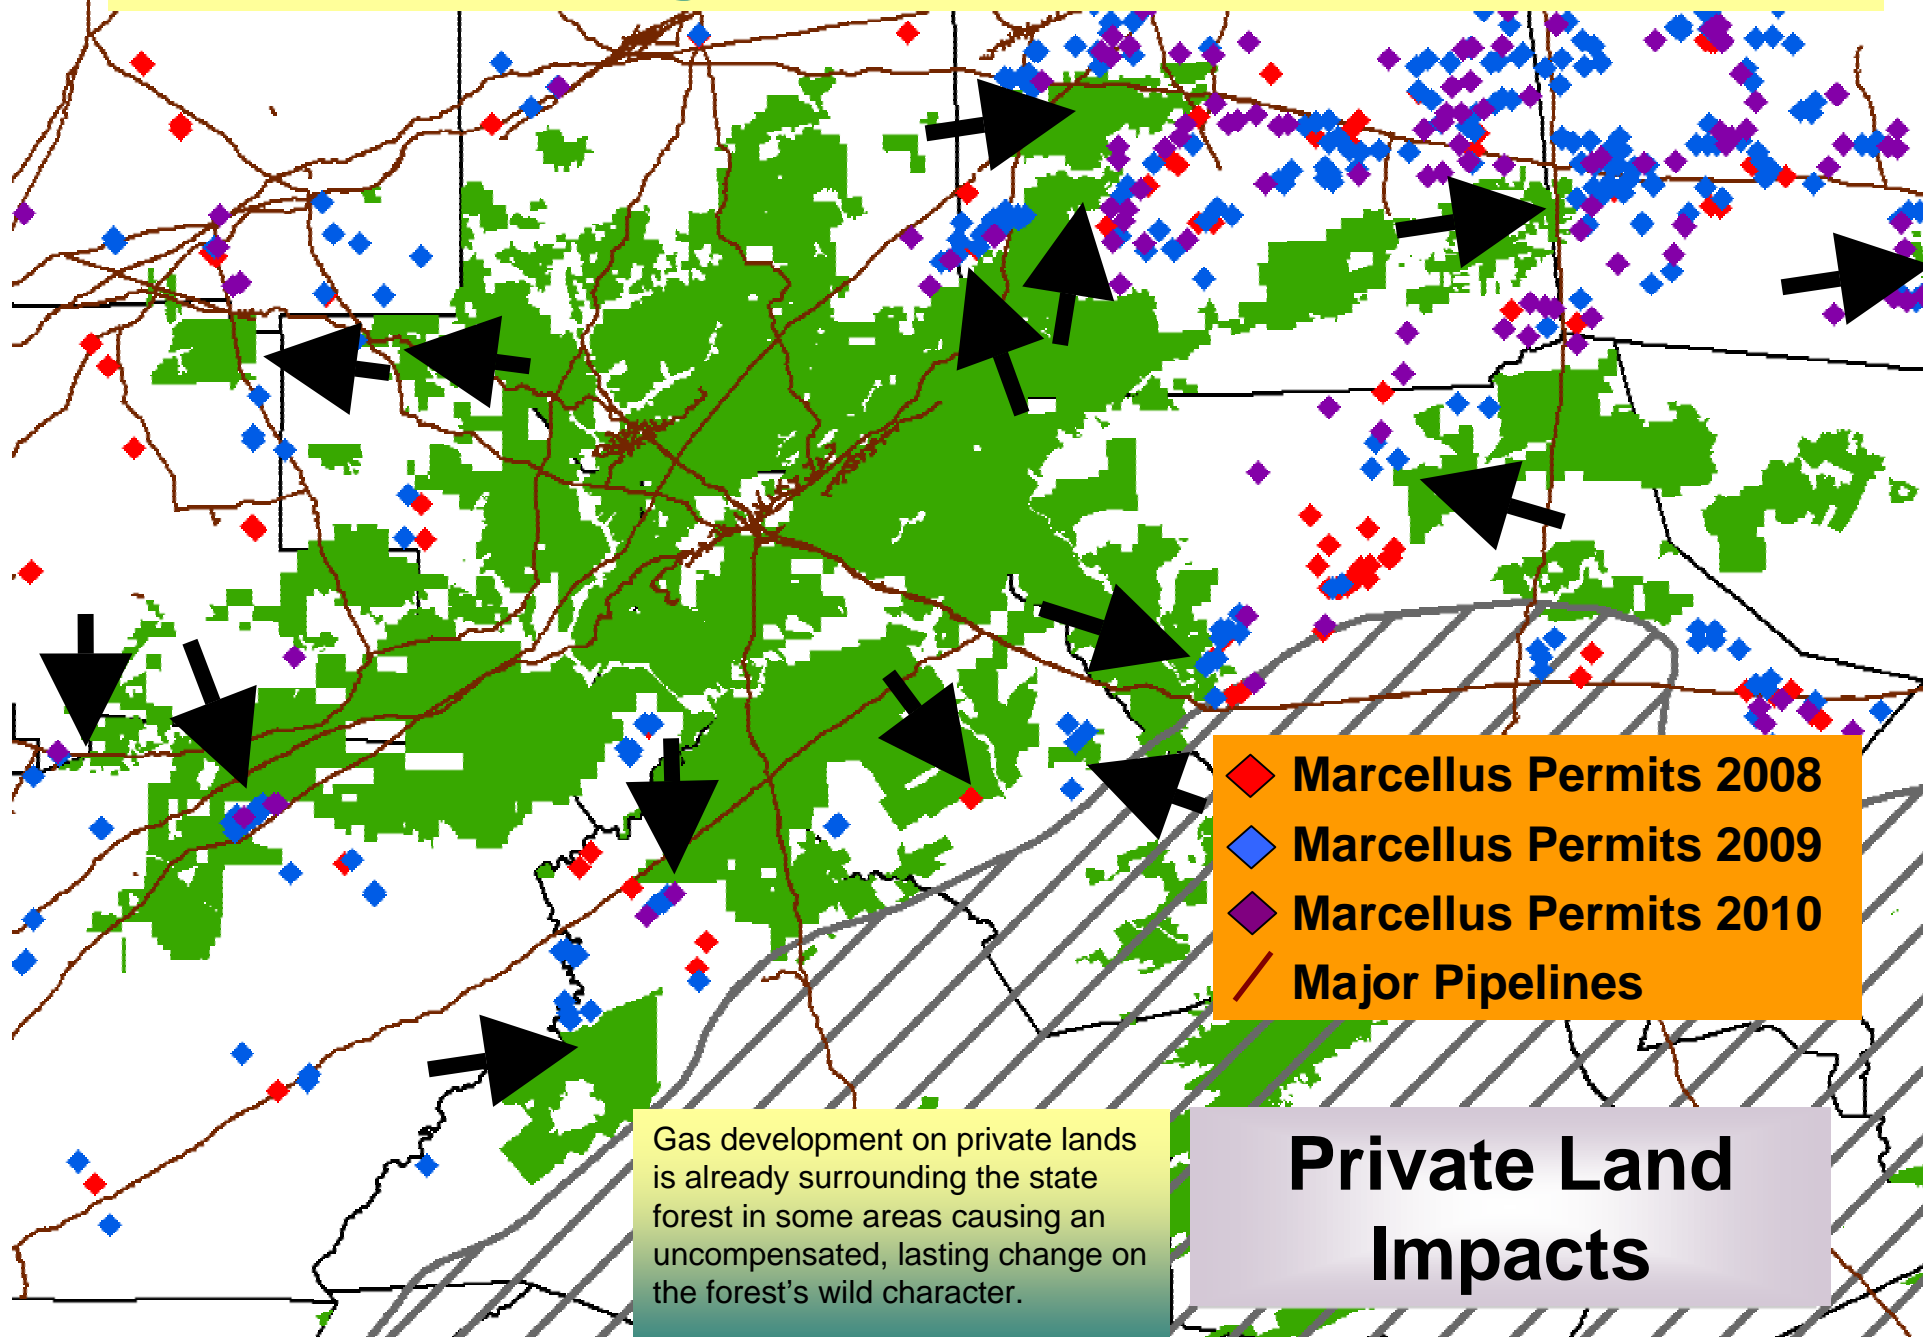 Marcellus Permits 2008
Marcellus Permits 2009
Marcellus Permits 2010
Major Pipelines
Gas development on private lands
is already surrounding the state
forest in some areas causing an
uncompensated, lasting change on
the forest's wild character.
Private Land
Impacts